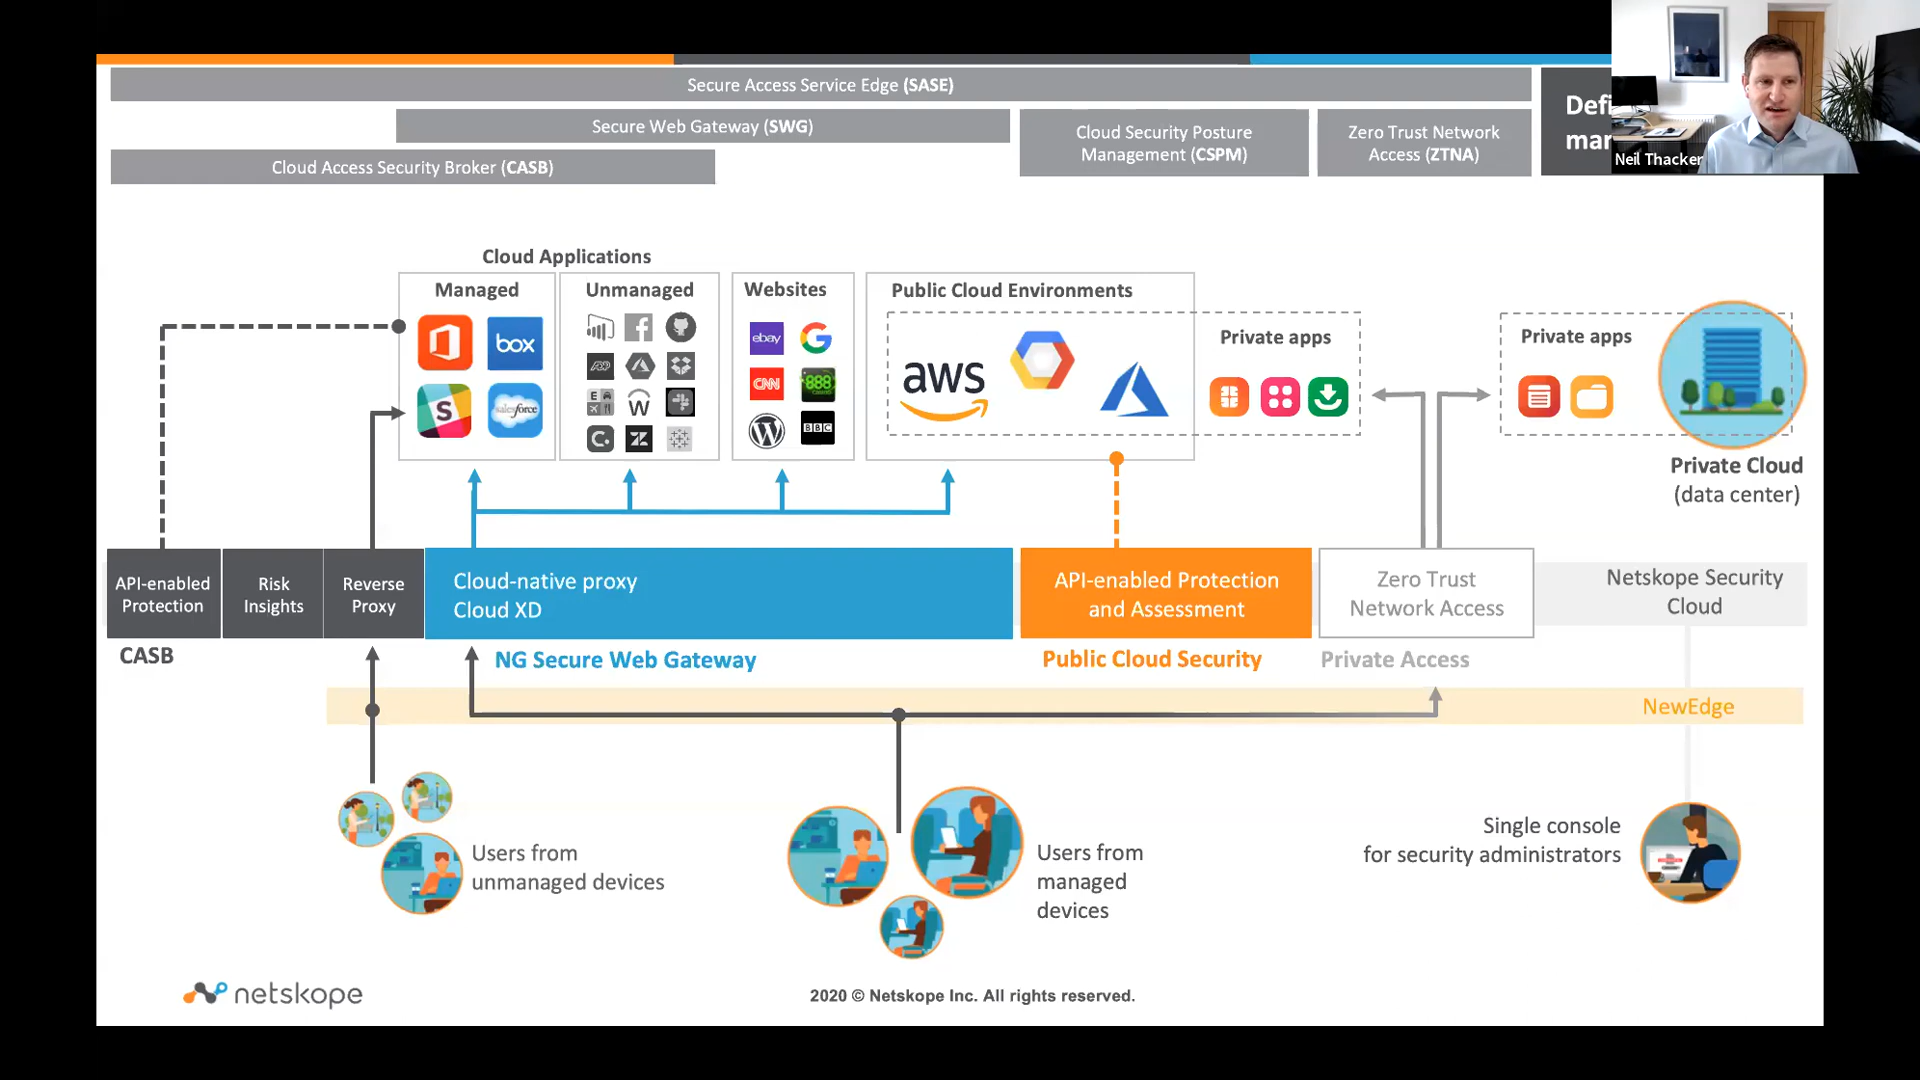 Secure Access Service Edge (SASE)
Secure Web Gateway (SWG)
Cloud Access Security Broker (CASB)
Cloud Security Posture
Management (CSPM)
Zero Trust Network
Access (ZTNA)
Neil Thacker
Cloud Applications
Managed
box
S
salesforce
Unmanaged
ADP
W
Websites
ebay
G
CNN
888
W
BBC
Public Cloud Environments
aws
Private apps
Private apps
Private Cloud
(data center)
API-enabled
Protection
Risk
Insights
Reverse
Proxy
Cloud-native proxy
Cloud XD
API-enabled Protection
and Assessment
Zero Trust
Network Access
Netskope Security
Cloud
CASB
NG Secure Web Gateway
Public Cloud Security
Private Access
NewEdge
Users from
unmanaged devices
Users from
managed
devices
Single console
for security administrators
netskope
2020 © Netskope Inc. All rights reserved.